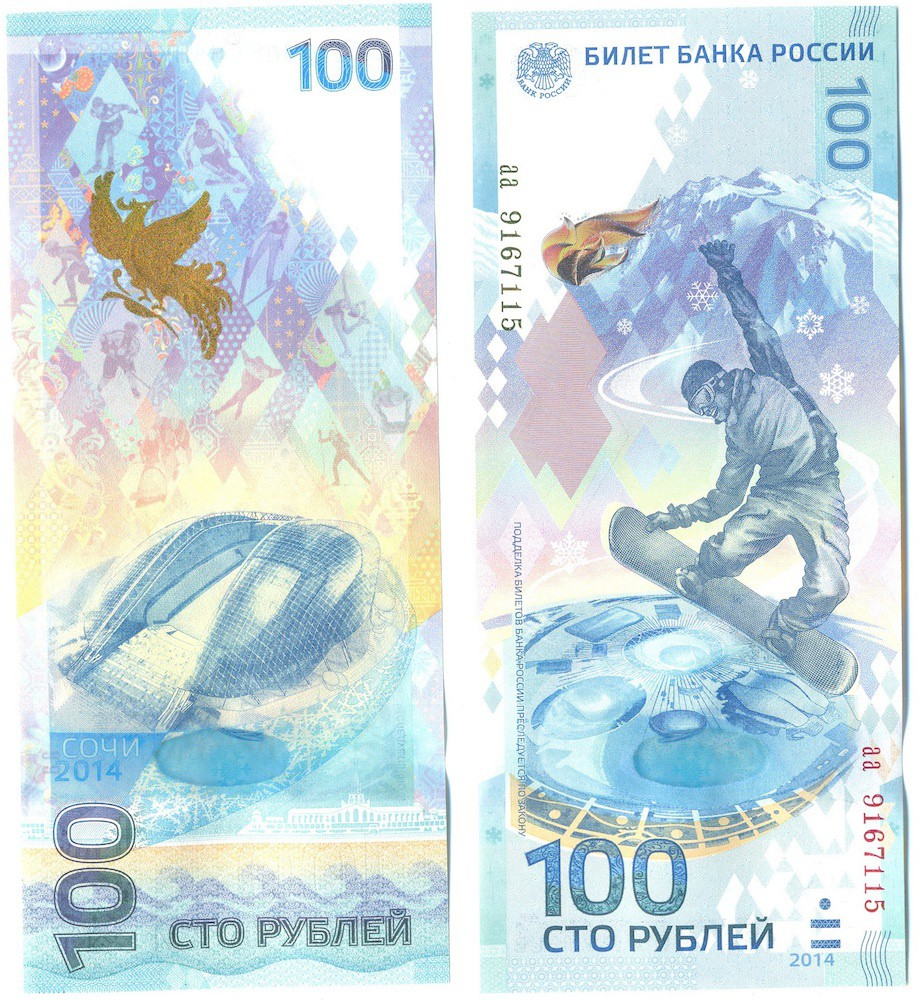 100
СОЧИ
2014
100
СТО РУБЛЕЙ
БИЛЕТ БАНКА РОССИИ
БАНК РОССИИ
100
аа 9167115
ПОДДЕЛКА БИЛЕТОВ БАНКА РОССИИ ПРЕСЛЕДУЕТСЯ ПО ЗАКОНУ
аа 9167115
100
СТО РУБЛЕЙ
2014